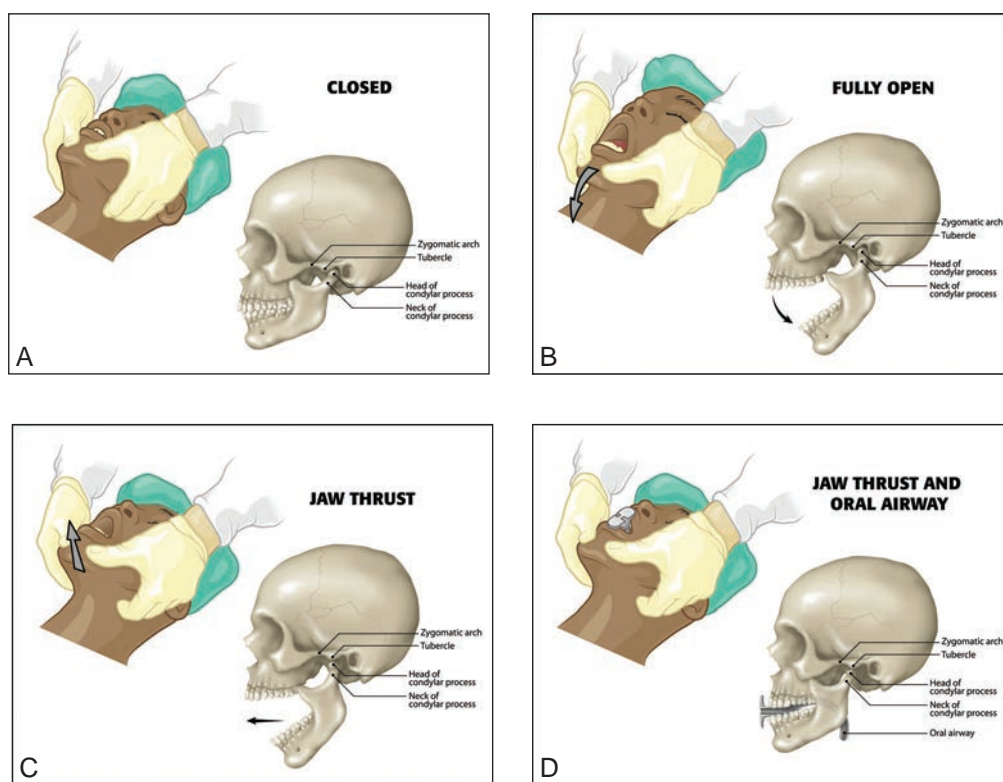 CLOSED
Zygomatic arch
Tubercle
Head of
condylar process
Neck of
condylar process
A
FULLY OPEN
Zygomatic arch
Tubercle
Head of
condylar process
Neck of
condylar process
B
JAW THRUST
Zygomatic arch
Tubercle
Head of
condylar process
Neck of
condylar process
C
JAW THRUST AND
ORAL AIRWAY
Zygomatic arch
Tubercle
Head of
condylar process
Neck of
condylar process
Oral airway
D